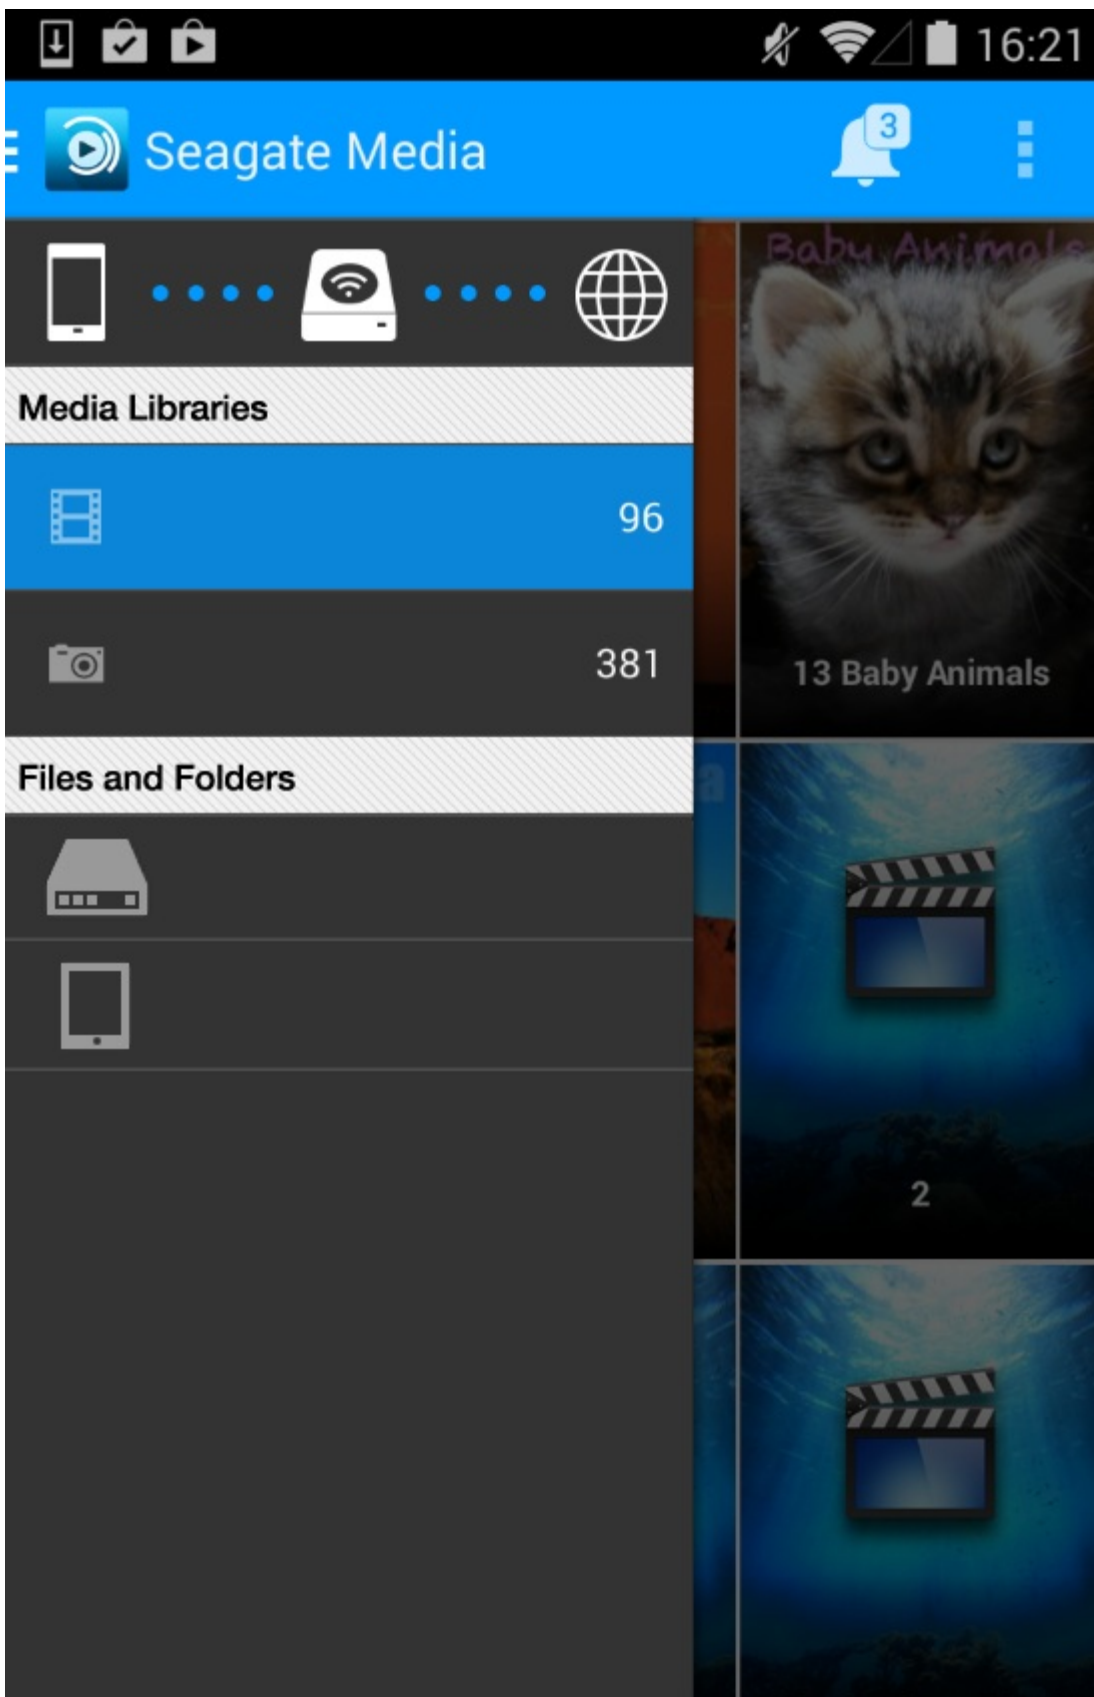 16:21
Seagate Media
3
Baby Animals
Media Libraries
96
381
13 Baby Animals
Files and Folders
a
2